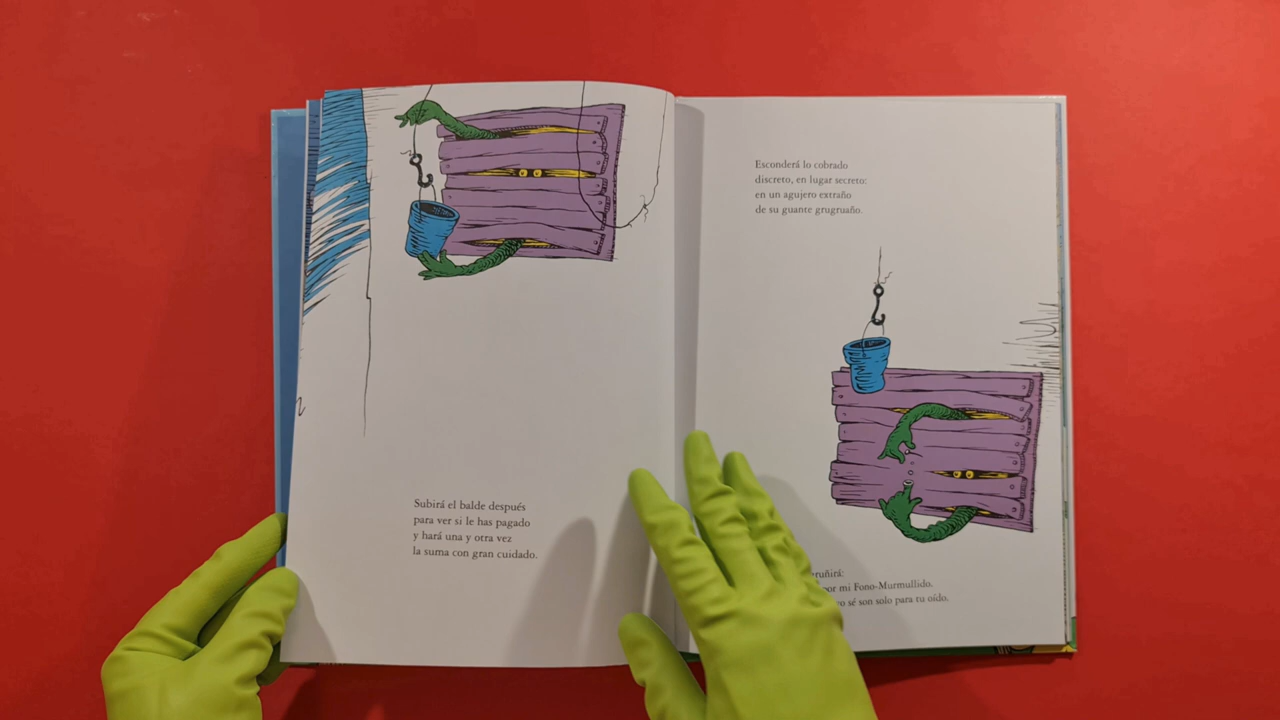 Subirá el balde después
para ver si le has pagado
y hará una y otra vez
la suma con gran cuidado.
Esconderá lo cobrado
discreto, en lugar secreto:
en un agujero extraño
de su guante grugruaño.
por mi Fono-Murmullido.
sé son solo para tu oído.